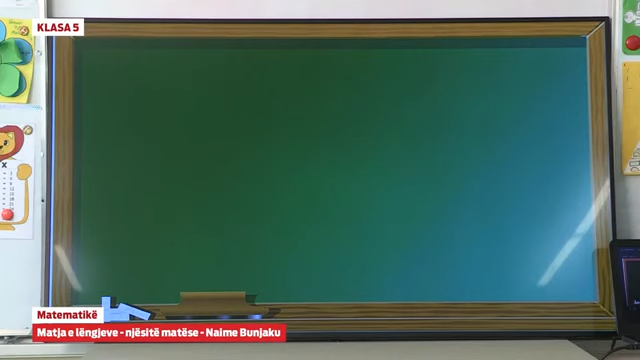 KLASA 5
Matematikë
Matja e lëngjeve - njësitë matëse - Naime Bunjaku